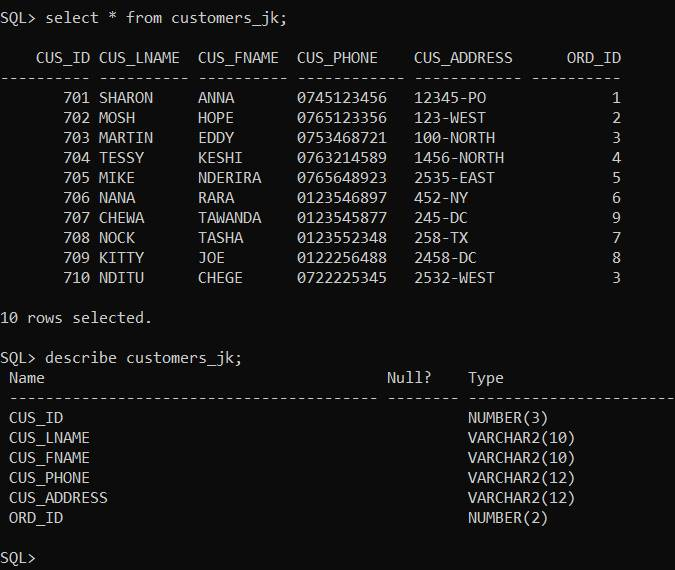 SQL> select * from customers_jk;
CUS_ID CUS_LNAME CUS_FNAME CUS_PHONE CUS_ADDRESS ORD_ID
---------- ---------- ---------- ------------ ------------ ----------
701 SHARON ANNA 0745123456 12345-PO 1
702 MOSH HOPE 0765123356 123-WEST 2
703 MARTIN EDDY 0753468721 100-NORTH 3
704 TESSY KESHI 0763214589 1456-NORTH 4
705 MIKE NDERIRA 0765648923 2535-EAST 5
706 NANA RARA 0123546897 452-NY 6
707 CHEWA TAWANDA 0123545877 245-DC 9
708 NOCK TASHA 0123552348 258-TX 7
709 KITTY JOE 0122256488 2458-DC 8
710 NDITU CHEGE 0722225345 2532-WEST 3
10 rows selected.
SQL> describe customers_jk;
Name Null? Type
----------------------------------------- -------- -----------------------
CUS_ID NUMBER(3)
CUS_LNAME VARCHAR2(10)
CUS_FNAME VARCHAR2(10)
CUS_PHONE VARCHAR2(12)
CUS_ADDRESS VARCHAR2(12)
ORD_ID NUMBER(2)
SQL>